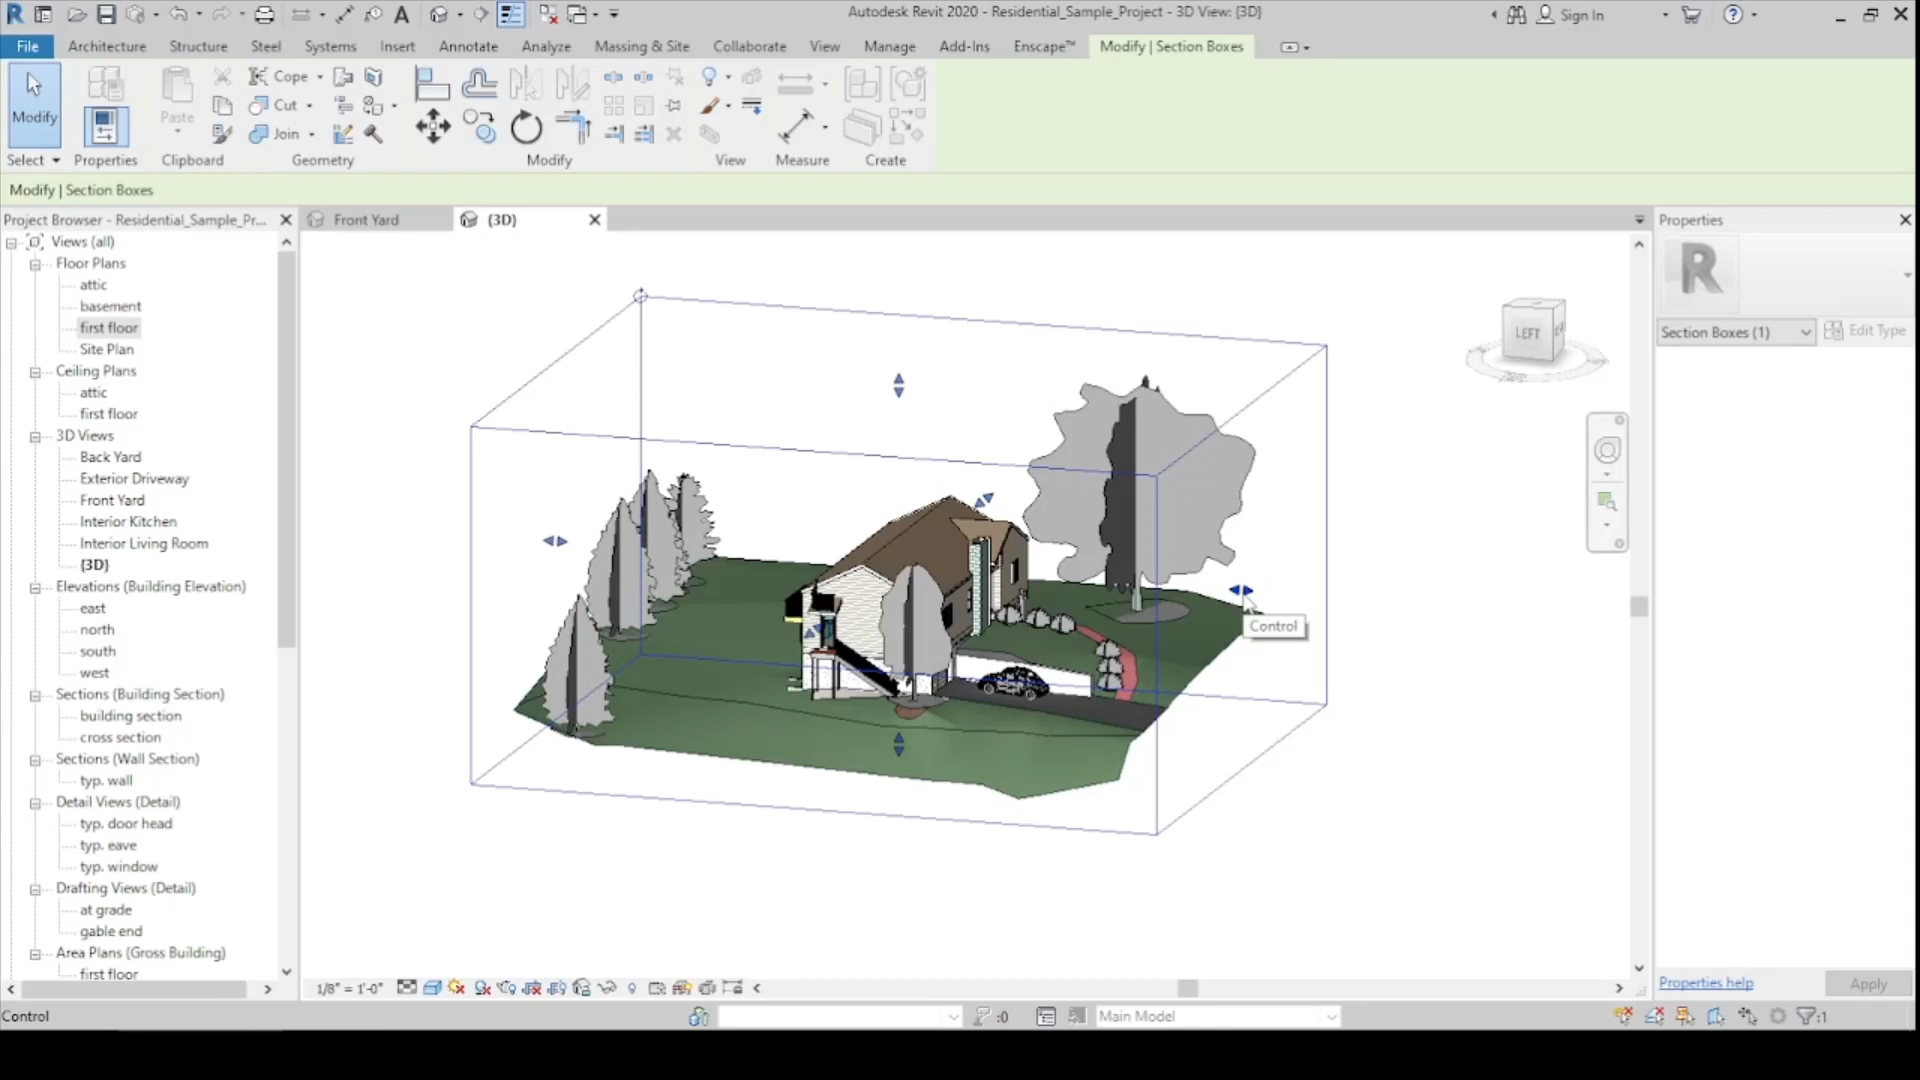 Autodesk Revit 2020 - Residential_Sample_Project - 3D View: {3D}
Sign In
File Architecture Structure Steel Systems Insert Annotate Analyze Massing & Site Collaborate View Manage Add-Ins Enscape™ Modify | Section Boxes
Cope
Cut
Join
Modify
Paste
Select Properties Clipboard Geometry Modify View Measure Create
Modify | Section Boxes
Project Browser - Residential_Sample_Pr...
Front Yard
{3D}
Properties
Views (all)
Floor Plans
attic
basement
first floor
Site Plan
Ceiling Plans
attic
first floor
3D Views
Back Yard
Exterior Driveway
Front Yard
Interior Kitchen
Interior Living Room
{3D}
Elevations (Building Elevation)
east
north
south
west
Sections (Building Section)
building section
cross section
Sections (Wall Section)
typ. wall
Detail Views (Detail)
typ. door head
typ. eave
typ. window
Drafting Views (Detail)
at grade
gable end
Area Plans (Gross Building)
first floor
LEFT
Control
R
Section Boxes (1)
Edit Type
Properties help
Apply
1/8" = 1'-0"
Control
:0
Main Model
:1